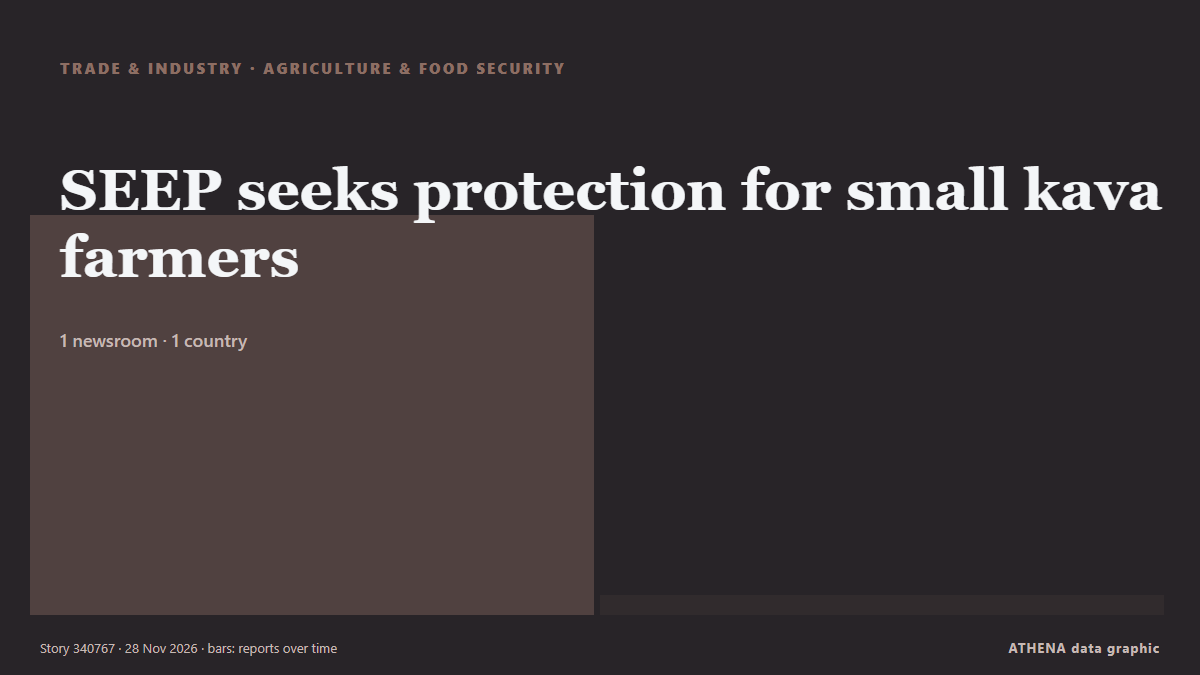 TRADE & INDUSTRY · AGRICULTURE & FOOD SECURITY
SEEP seeks protection for small kava
farmers
1 newsroom · 1 country
Story 340767 · 28 Nov 2026 · bars: reports over time
ATHENA data graphic